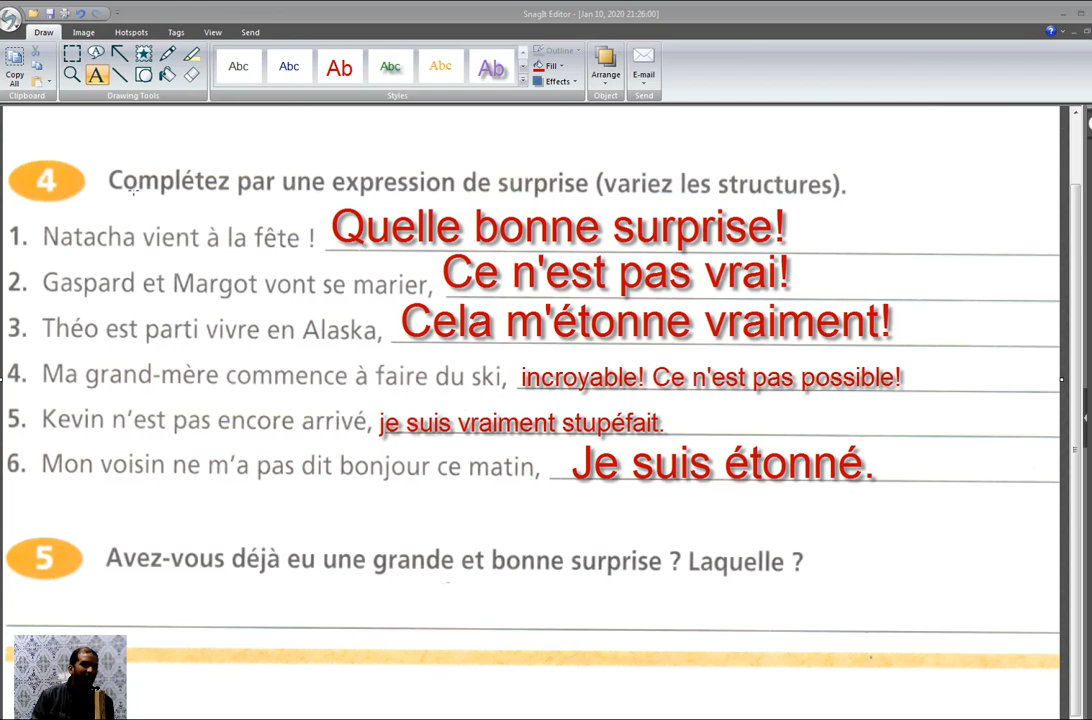 SnagIt Editor - [Jan 10, 2020 21:26:00]
Draw Image Hotspots Tags View Send
Copy All
Abc Abc Ab Abc Abc Ab
Outline
Fill
Effects
Arrange
E-mail
Clipboard Drawing Tools Styles Object Send
4 Complétez par une expression de surprise (variez les structures).
1. Natacha vient à la fête ! Quelle bonne surprise!
2. Gaspard et Margot vont se marier, Ce n'est pas vrai!
3. Théo est parti vivre en Alaska, Cela m'étonne vraiment!
4. Ma grand-mère commence à faire du ski, incroyable! Ce n'est pas possible!
5. Kevin n'est pas encore arrivé, je suis vraiment stupéfait.
6. Mon voisin ne m'a pas dit bonjour ce matin, Je suis étonné.
5 Avez-vous déjà eu une grande et bonne surprise ? Laquelle ?